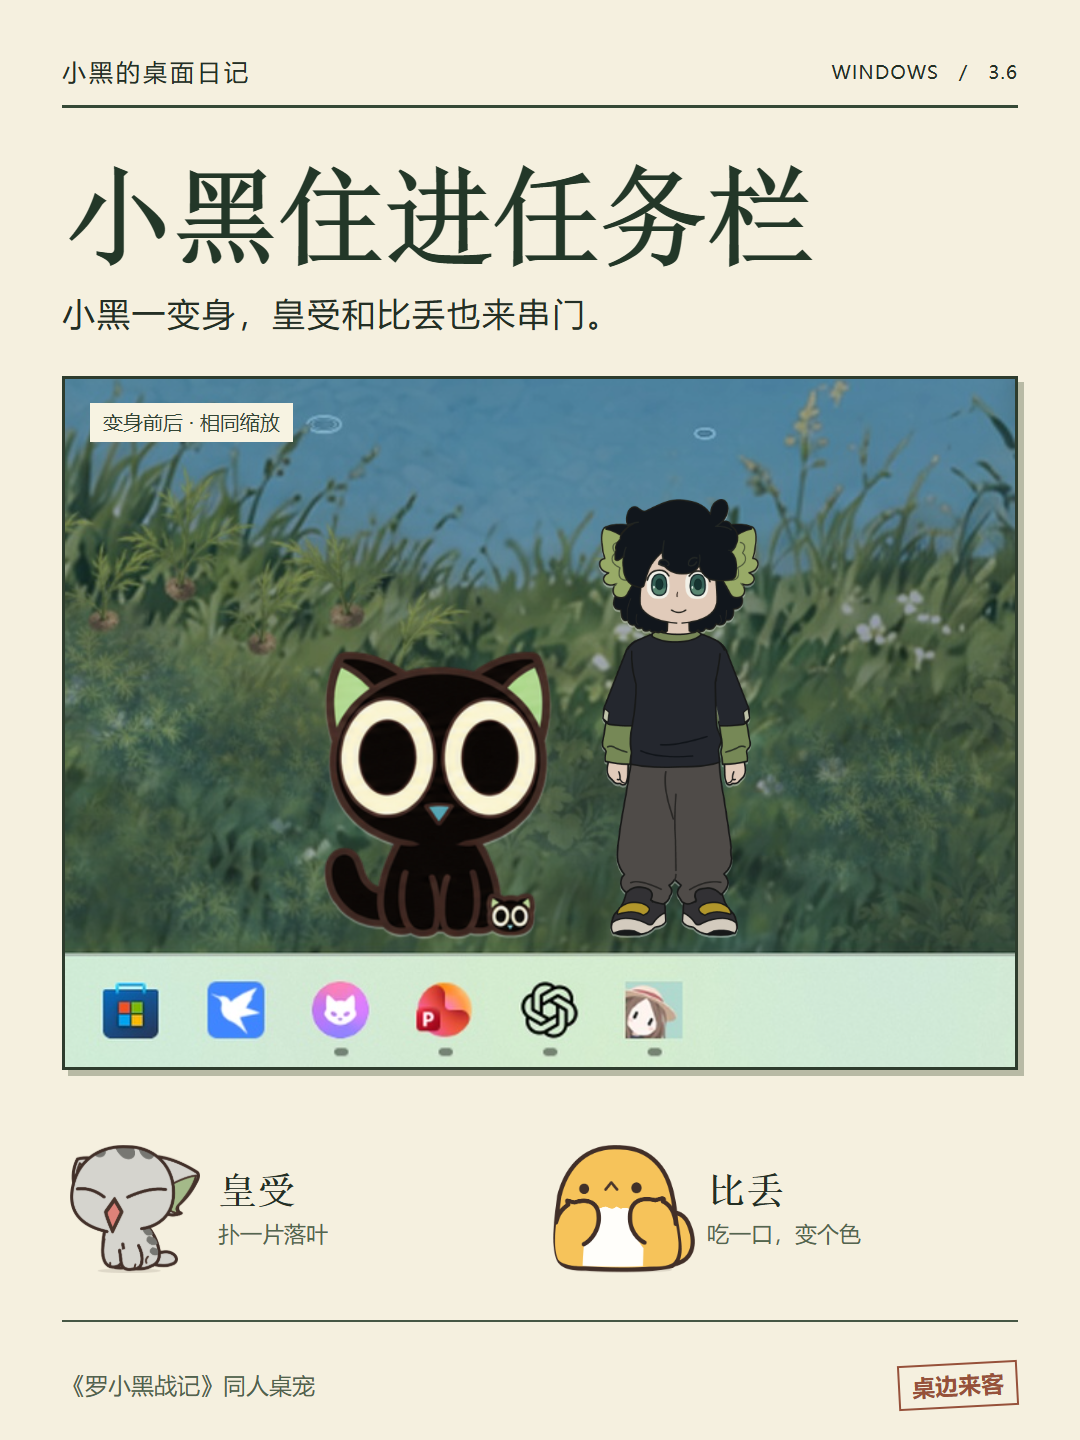 小黑的桌面日记
WINDOWS / 3.6
小黑住进任务栏
小黑一变身，皇受和比丢也来串门。
变身前后·相同缩放
P
皇受
扑一片落叶
比丢
吃一口，变个色
《罗小黑战记》同人桌宠
桌边来客